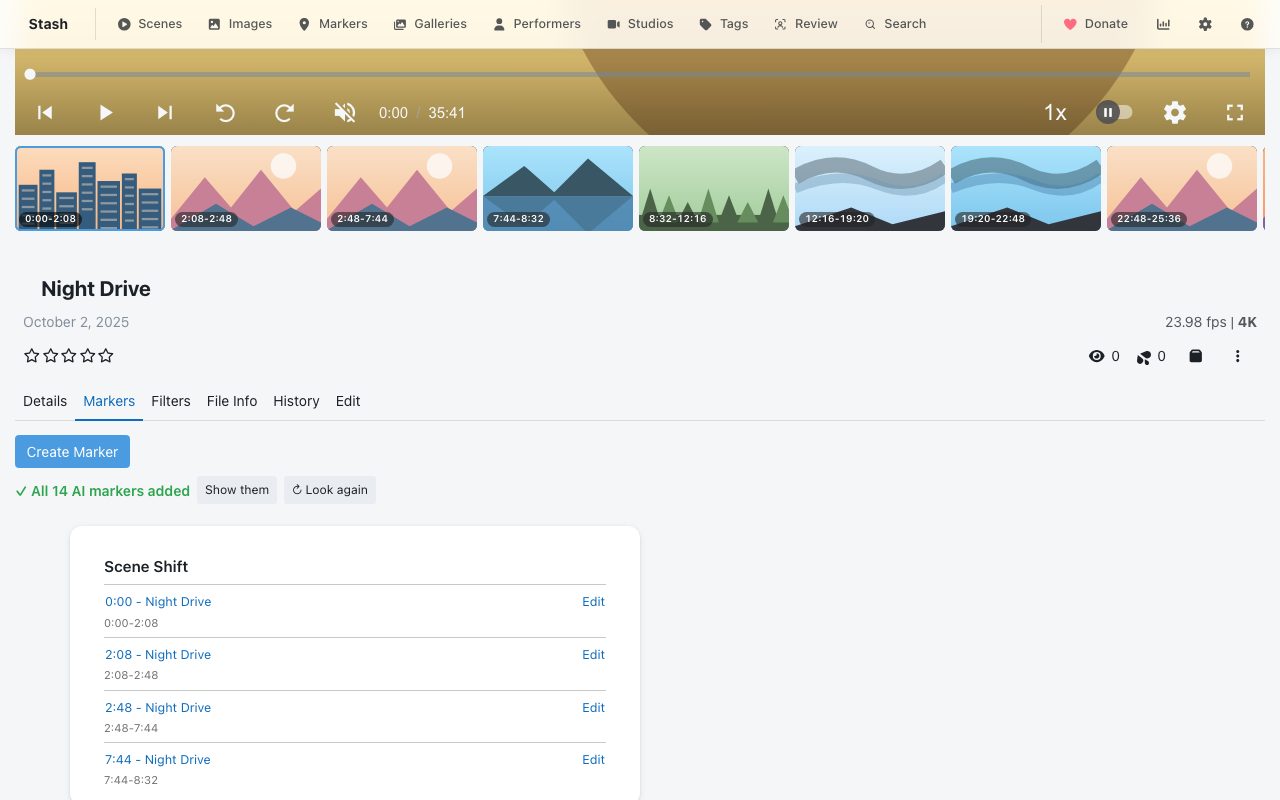 Stash Scenes Images Markers Galleries Performers Studios Tags Review Search Donate
0:00 / 35:41 1x
0:00-2:08 2:08-2:48 2:48-7:44 7:44-8:32 8:32-12:16 12:16-19:20 19:20-22:48 22:48-25:36
Night Drive
October 2, 2025 23.98 fps | 4K
0 0
Details Markers Filters File Info History Edit
Create Marker
✓ All 14 AI markers added Show them ↻ Look again
Scene Shift
0:00 - Night Drive Edit
0:00-2:08
2:08 - Night Drive Edit
2:08-2:48
2:48 - Night Drive Edit
2:48-7:44
7:44 - Night Drive Edit
7:44-8:32